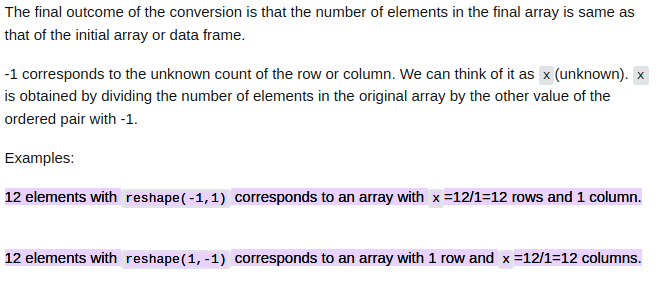 The final outcome of the conversion is that the number of elements in the final array is same as
that of the initial array or data frame.
-1 corresponds to the unknown count of the row or column. We can think of it as x (unknown). x
is obtained by dividing the number of elements in the original array by the other value of the
ordered pair with -1.
Examples:
12 elements with reshape(-1,1) corresponds to an array with x =12/1=12 rows and 1 column.
12 elements with reshape(1,-1) corresponds to an array with 1 row and x =12/1=12 columns.